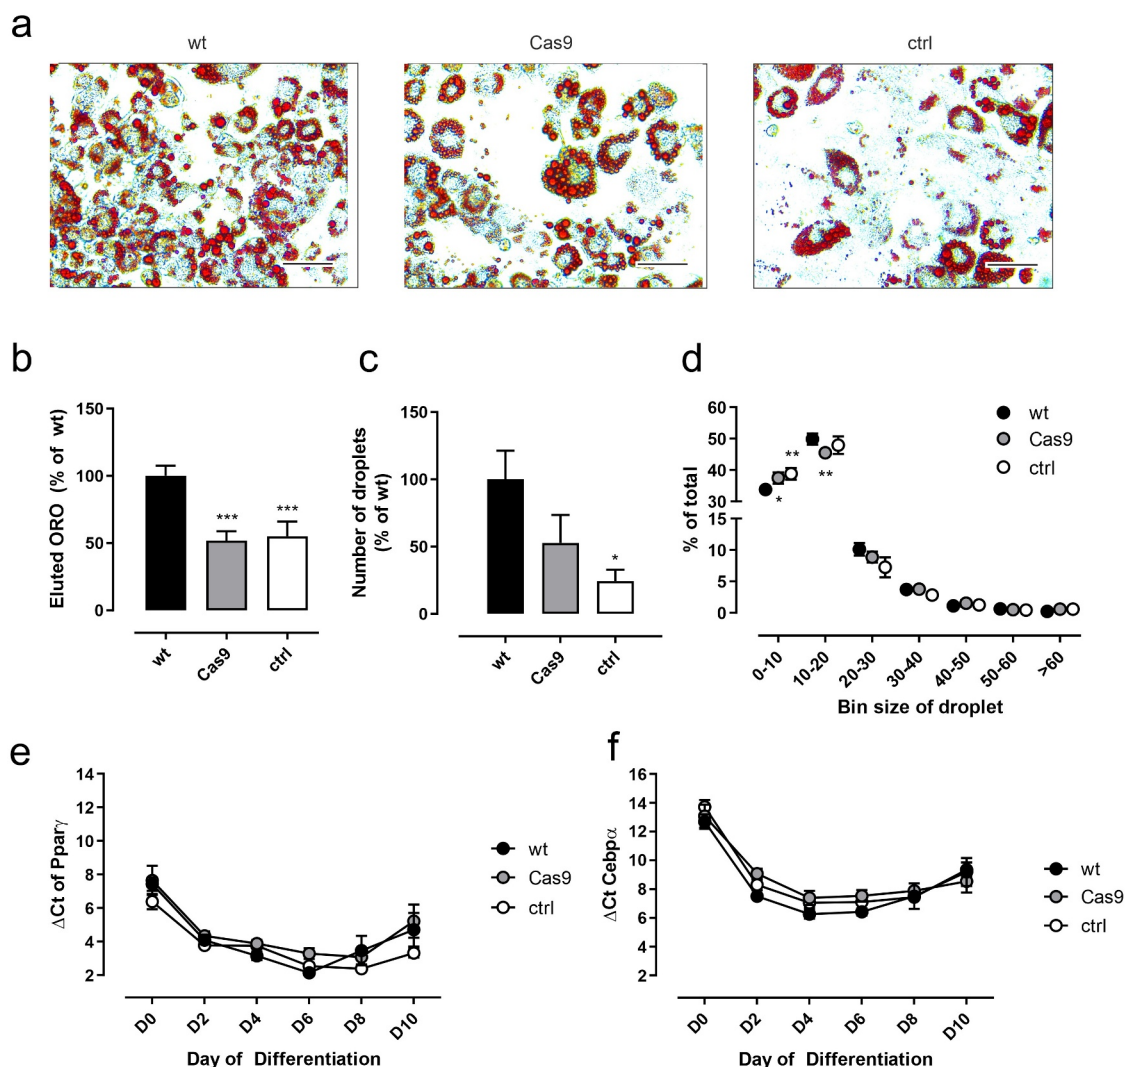 a
wt
Cas9
ctrl
b
Eluted ORO (% of wt)
150
100
50
0
***
***
wt
Cas9
ctrl
c
Number of droplets
(% of wt)
150
100
50
0
*
wt
Cas9
ctrl
d
% of total
60
50
40
30
15
10
5
0
**
*
**
wt
Cas9
ctrl
0-10
10-20
20-30
30-40
40-50
50-60
>60
Bin size of droplet
e
ΔCt of Pparγ
14
12
10
8
6
4
2
wt
Cas9
ctrl
D0
D2
D4
D6
D8
D10
Day of Differentiation
f
ΔCt Cebpα
16
14
12
10
8
6
4
2
wt
Cas9
ctrl
D0
D2
D4
D6
D8
D10
Day of Differentiation